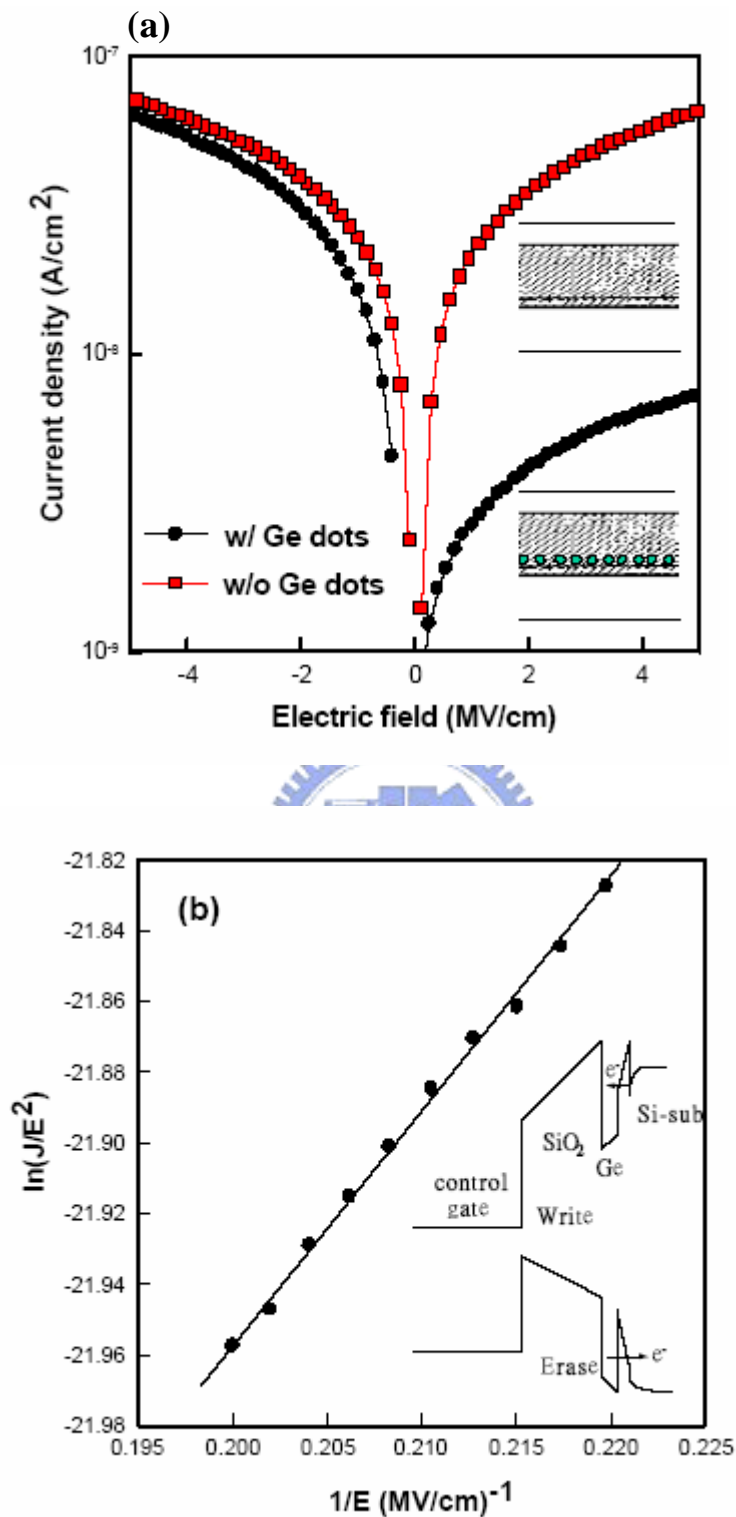 (a)
10-7
10-8
10-9
Current density (A/cm2)
w/ Ge dots
w/o Ge dots
-4
-2
0
2
4
Electric field (MV/cm)
(b)
-21.82
-21.84
-21.86
-21.88
-21.90
-21.92
-21.94
-21.96
-21.98
ln(J/E2)
e-
Si-sub
SiO2
Ge
control
gate
Write
Erase
e-
0.195
0.200
0.205
0.210
0.215
0.220
0.225
1/E (MV/cm)-1